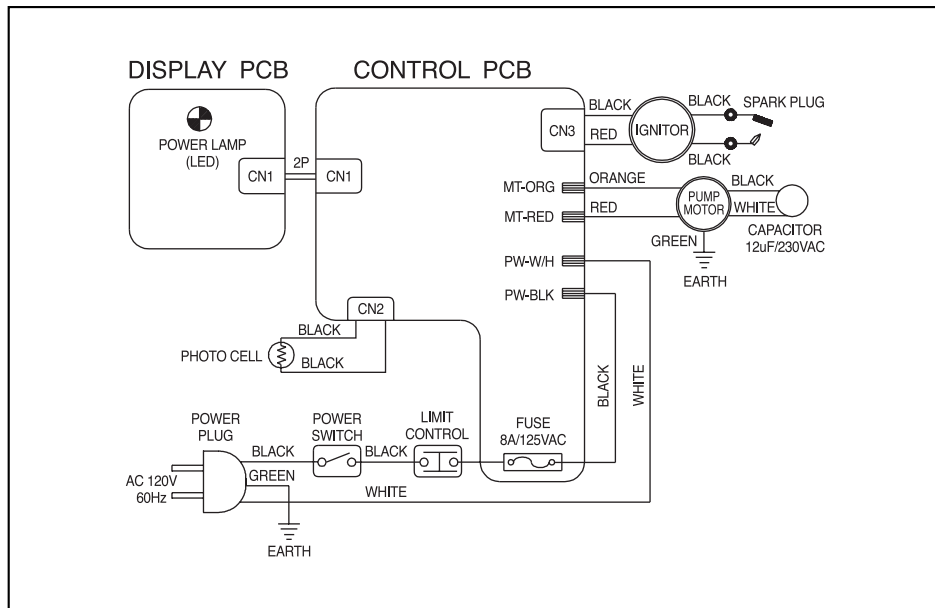 DISPLAY PCB
CONTROL PCB
POWER LAMP
(LED)
CN1
2P
CN1
CN3
BLACK
RED
IGNITOR
BLACK
SPARK PLUG
BLACK
MT-ORG
ORANGE
MT-RED
RED
PUMP
MOTOR
BLACK
WHITE
CAPACITOR
12uF/230VAC
GREEN
EARTH
PW-W/H
PW-BLK
CN2
BLACK
BLACK
PHOTO CELL
BLACK
WHITE
POWER
PLUG
POWER
SWITCH
LIMIT
CONTROL
FUSE
8A/125VAC
BLACK
BLACK
GREEN
WHITE
AC 120V
60Hz
EARTH